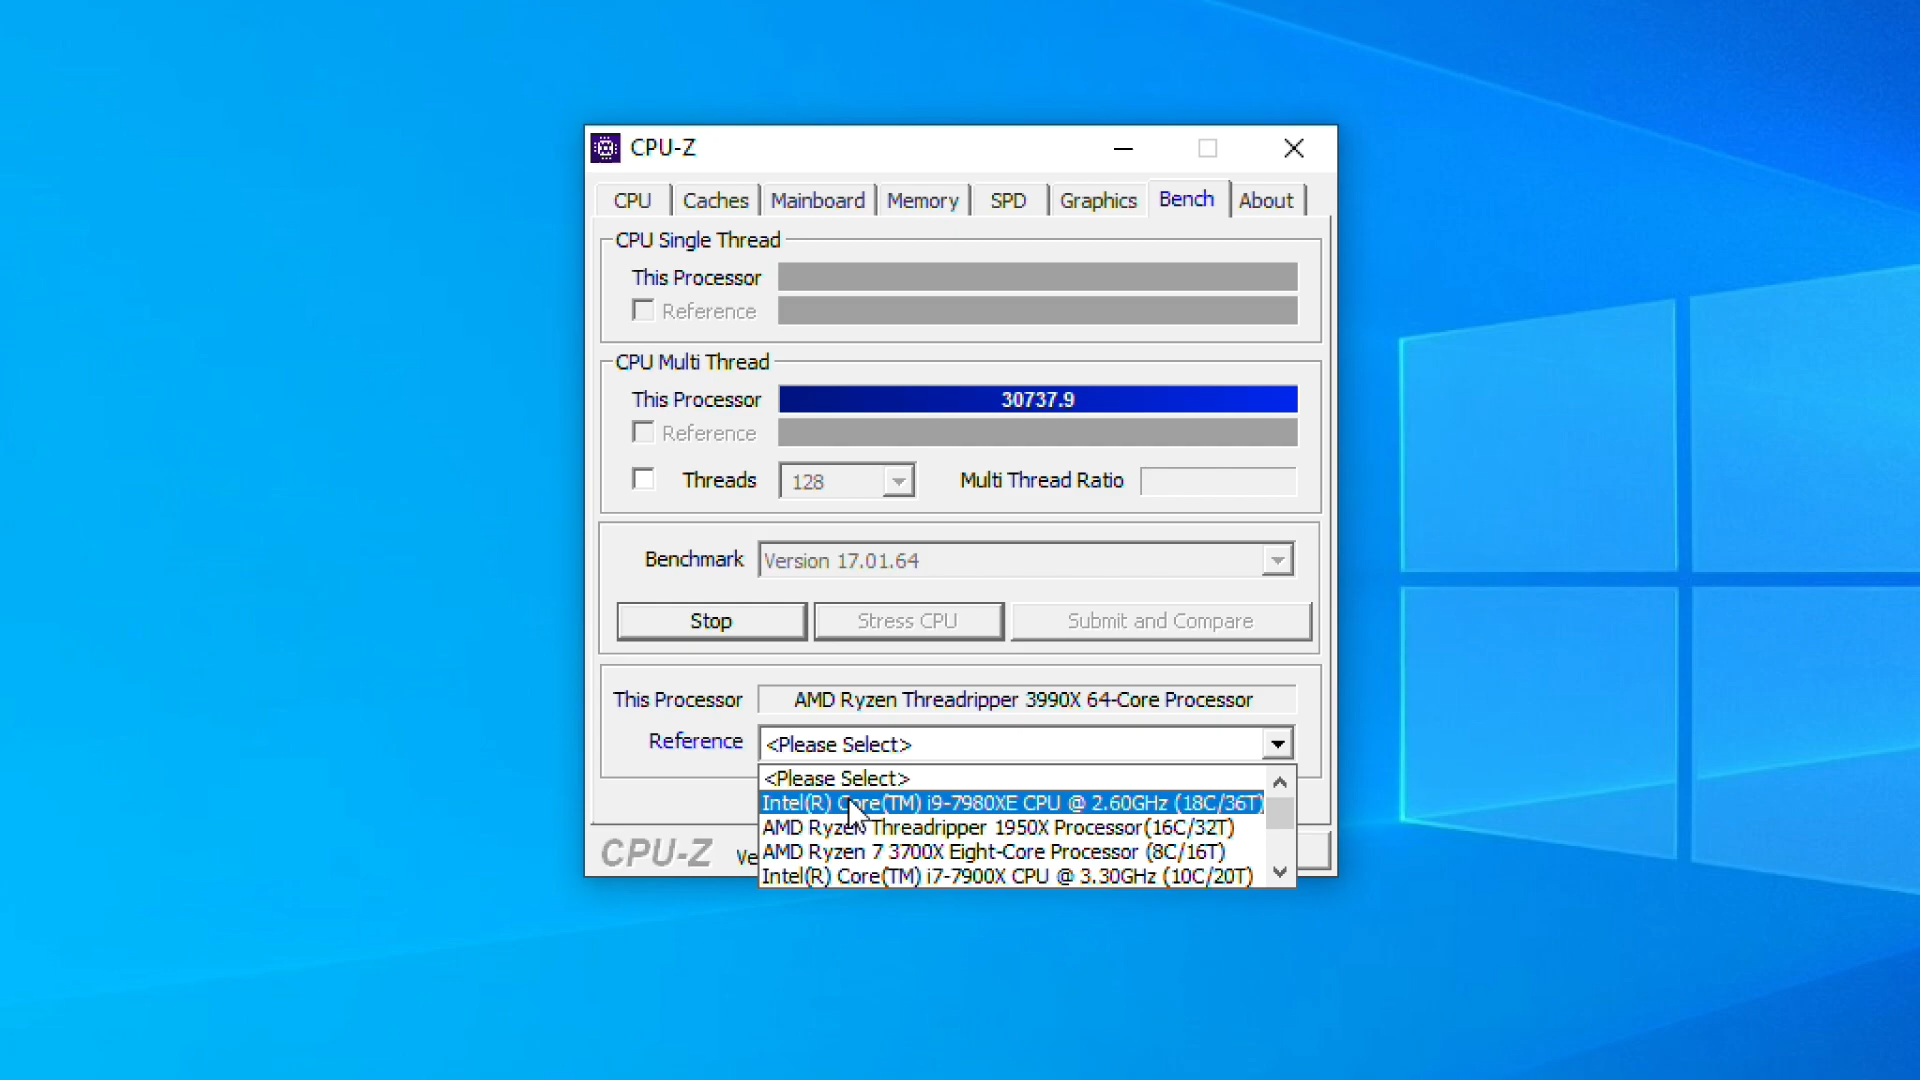 CPU-Z
CPU Caches Mainboard Memory SPD Graphics Bench About
CPU Single Thread
This Processor
Reference
CPU Multi Thread
This Processor 30737.9
Reference
Threads 128 Multi Thread Ratio
Benchmark Version 17.01.64
Stop Stress CPU Submit and Compare
This Processor AMD Ryzen Threadripper 3990X 64-Core Processor
Reference <Please Select>
<Please Select>
Intel(R) Core(TM) i9-7980XE CPU @ 2.60GHz (18C/36T)
AMD Ryzen Threadripper 1950X Processor(16C/32T)
AMD Ryzen 7 3700X Eight-Core Processor (8C/16T)
Intel(R) Core(TM) i7-7900X CPU @ 3.30GHz (10C/20T)
CPU-Z Ve